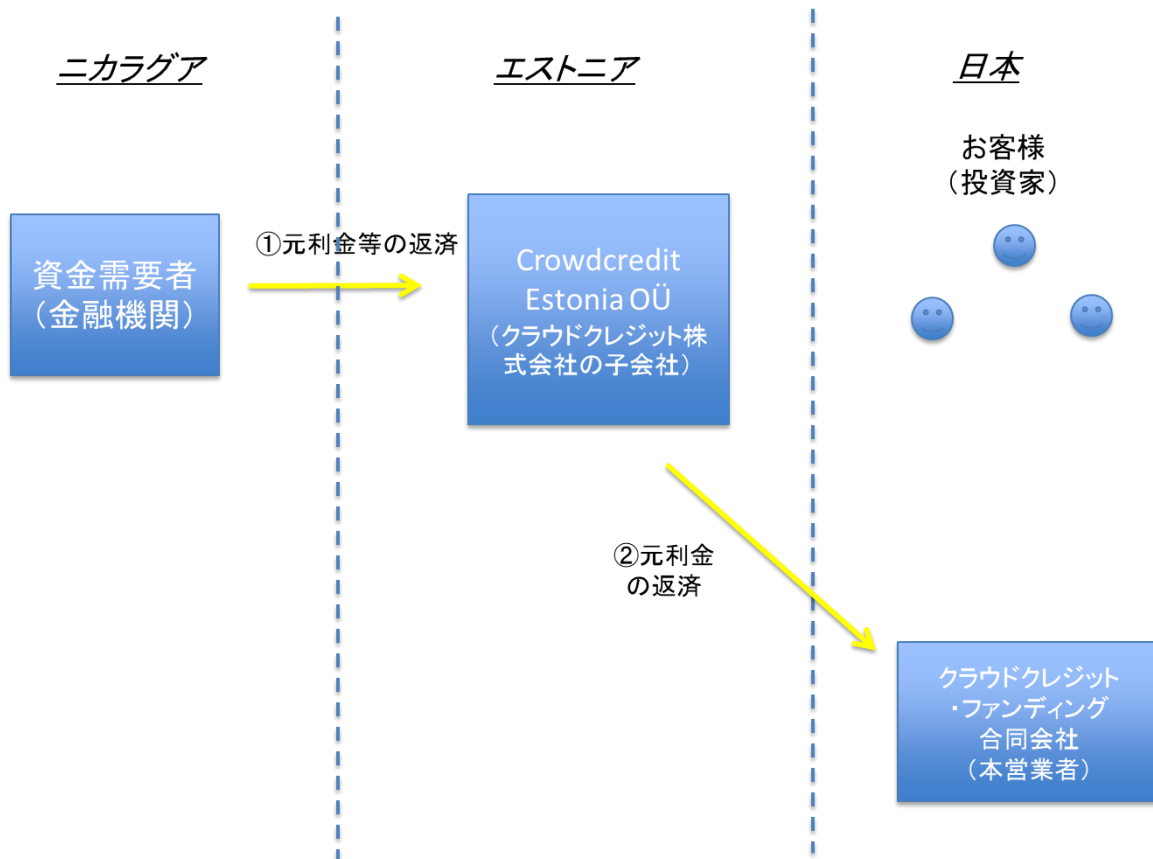 ニカラグア
エストニア
日本
お客様
（投資家）
資金需要者
（金融機関）
①元利金等の返済
Crowdcredit
Estonia OÜ
（クラウドクレジット株
式会社の子会社）
②元利金
の返済
クラウドクレジット
・ファンディング
合同会社
（本営業者）